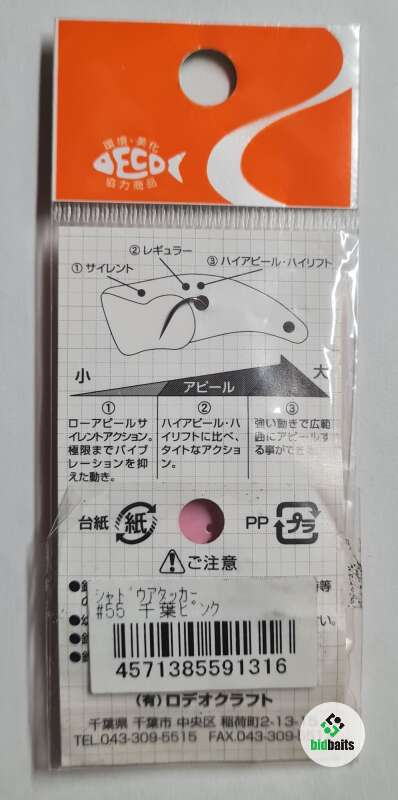 環境・美化
ECO
協力商品
② レギュラー
① サイレント
③ ハイアピール・ハイリフト
小
アピール
大
①
ローアピールサ
イレントアクション。
極限までバイブ
レーションを抑
えた動き。
②
ハイアピール・ハ
イリフトに比べ、
タイトなアクショ
ン。
③
強い動きで広範
囲にアピールす
る事ができ
台紙
紙
PP
プラ
ご注意
等
い。
シャドウアタッカー
#55 千葉ピンク
4571385591316
(有) ロデオクラフト
千葉県 千葉市 中央区 稲荷町2-13-1
TEL.043-309-5515 FAX.043-309-
bidbaits